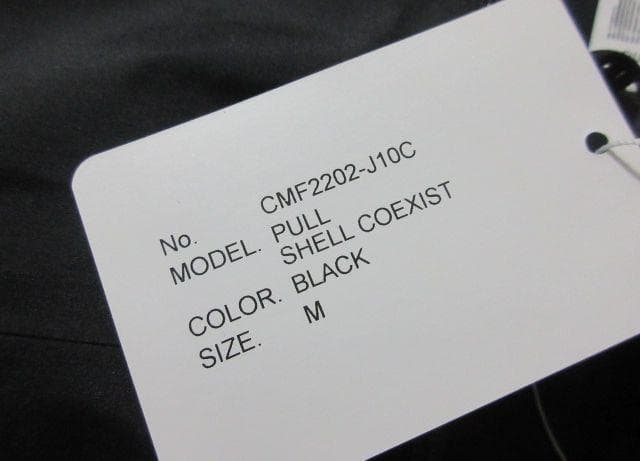 No. CMF2202-J10C
MODEL. PULL
SHELL COEXIST
COLOR. BLACK
SIZE. M